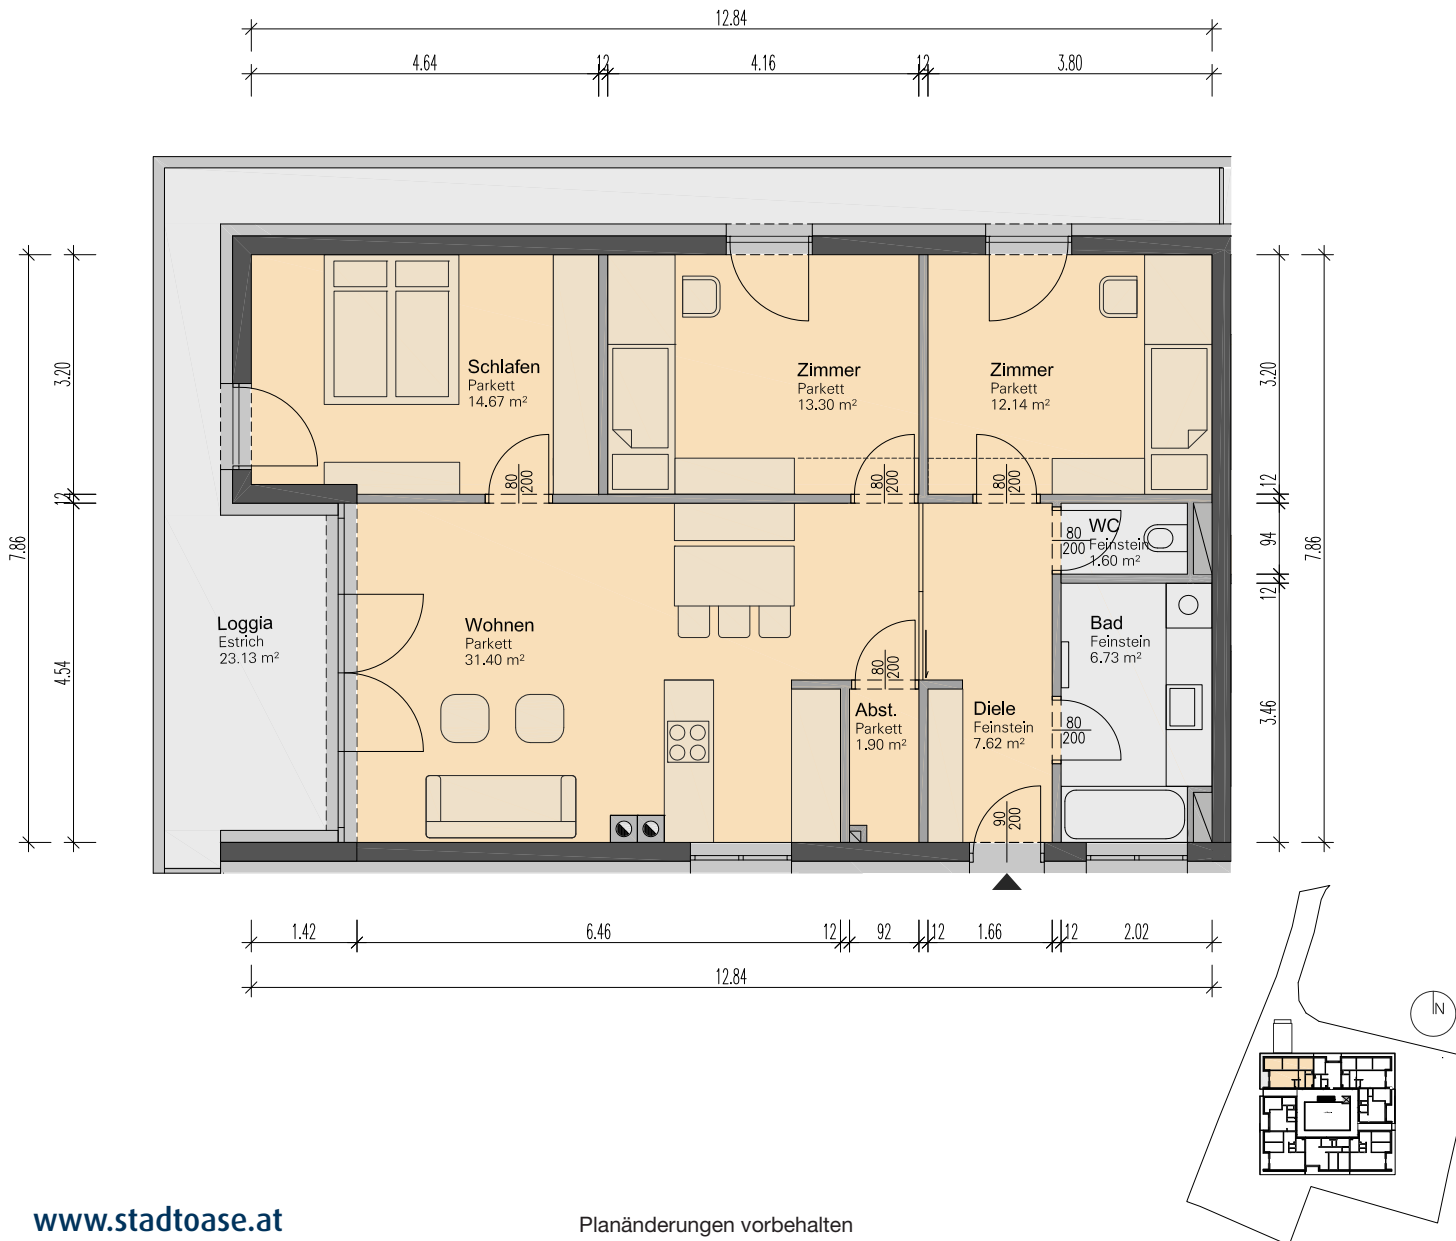 12.84
4.64
12
4.16
12
3.80
7.86
3.20
12
4.54
3.20
12
94
12
3.46
7.86
Schlafen
Parkett
14.67 m²
Zimmer
Parkett
13.30 m²
Zimmer
Parkett
12.14 m²
80
200
80
200
80
200
WC
Feinstein
1.60 m²
80
200
Loggia
Estrich
23.13 m²
Wohnen
Parkett
31.40 m²
Bad
Feinstein
6.73 m²
80
200
Abst.
Parkett
1.90 m²
Diele
Feinstein
7.62 m²
80
200
90
200
1.42
6.46
12
92
12
1.66
12
2.02
12.84
N
www.stadtoase.at
Planänderungen vorbehalten